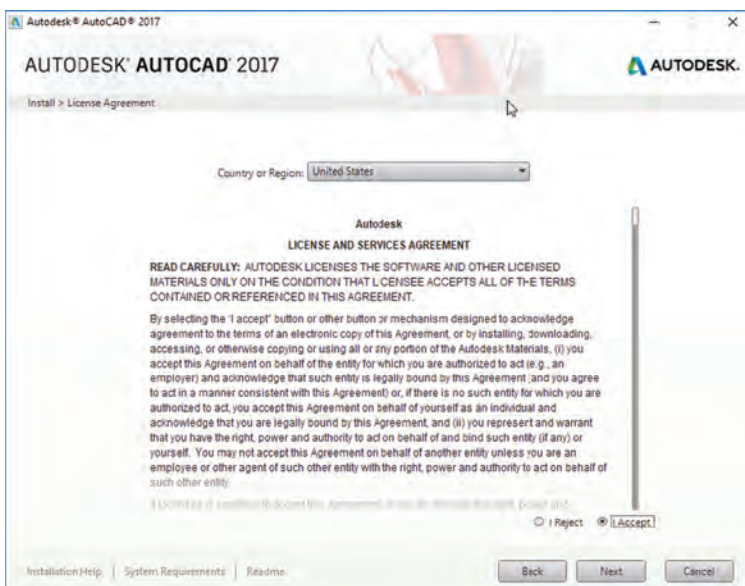 Autodesk® AutoCAD® 2017
AUTODESK® AUTOCAD® 2017
AUTODESK.
Install > License Agreement
Country or Region: United States
Autodesk
LICENSE AND SERVICES AGREEMENT
READ CAREFULLY: AUTODESK LICENSES THE SOFTWARE AND OTHER LICENSED
MATERIALS ONLY ON THE CONDITION THAT LICENSEE ACCEPTS ALL OF THE TERMS
CONTAINED OR REFERENCED IN THIS AGREEMENT.
By selecting the "I accept" button or other button or mechanism designed to acknowledge
agreement to the terms of an electronic copy of this Agreement, or by installing, downloading,
accessing, or otherwise copying or using all or any portion of the Autodesk Materials, (i) you
accept this Agreement on behalf of the entity for which you are authorized to act (e.g., an
employer) and acknowledge that such entity is legally bound by this Agreement (and you agree
to act in a manner consistent with this Agreement) or, if there is no such entity for which you are
authorized to act, you accept this Agreement on behalf of yourself as an individual and
acknowledge that you are legally bound by this Agreement, and (ii) you represent and warrant
that you have the right, power and authority to act on behalf of and bind such entity (if any) or
yourself. You may not accept this Agreement on behalf of another entity unless you are an
employee or other agent of such other entity with the right, power and authority to act on behalf of
such other entity.
I Reject I Accept
Installation Help | System Requirements | Readme Back Next Cancel